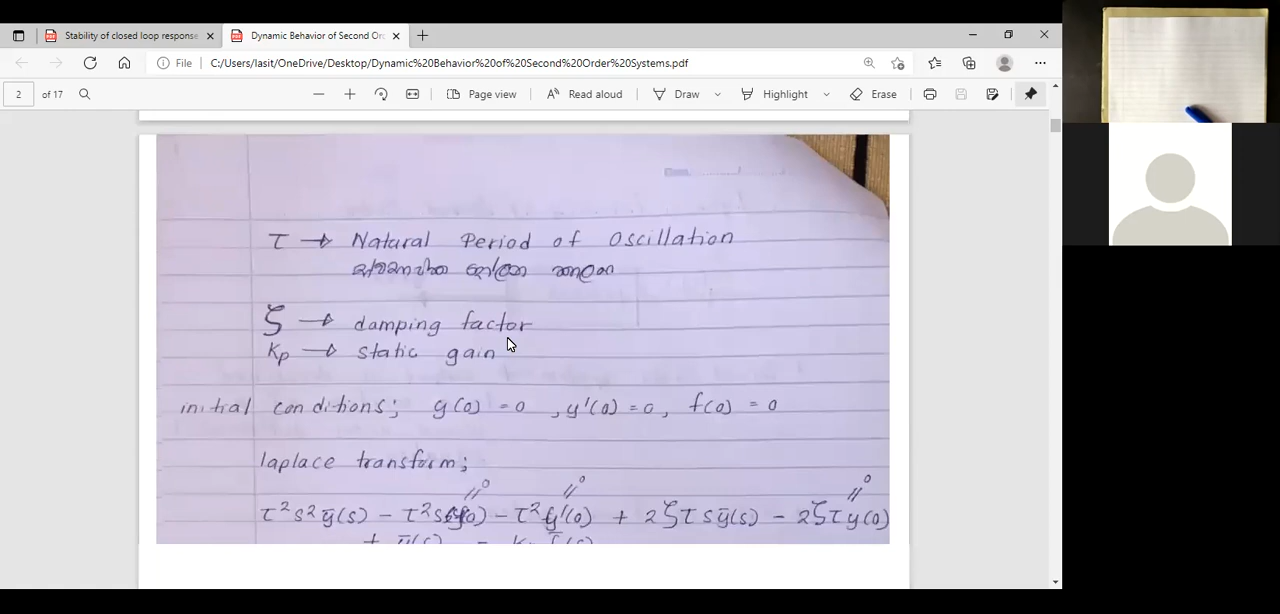 Stability of closed loop response
Dynamic Behavior of Second Or
File
C:/Users/lasit/OneDrive/Desktop/Dynamic%20Behavior%20of%20Second%20Order%20Systems.pdf
2 of 17
Page view
Read aloud
Draw
Highlight
Erase
τ → Natural Period of Oscillation
ζ → damping factor
Kp → static gain
initial conditions; y(0) = 0 , y'(0) = 0, f(0) = 0
laplace transform;
0 0 0
τ²s²ȳ(s) - τ²sy(0) - τ²y'(0) + 2ζτsȳ(s) - 2ζτy(0)